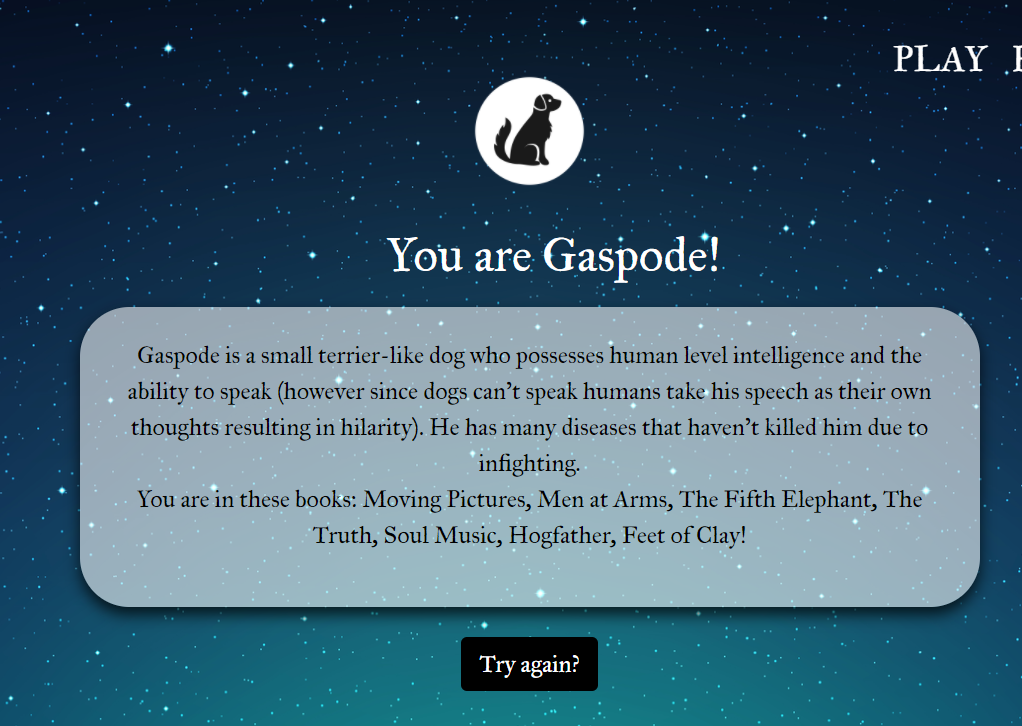 PLAY
You are Gaspode!
Gaspode is a small terrier-like dog who possesses human level intelligence and the
ability to speak (however since dogs can't speak humans take his speech as their own
thoughts resulting in hilarity). He has many diseases that haven't killed him due to
infighting.
You are in these books: Moving Pictures, Men at Arms, The Fifth Elephant, The
Truth, Soul Music, Hogfather, Feet of Clay!
Try again?